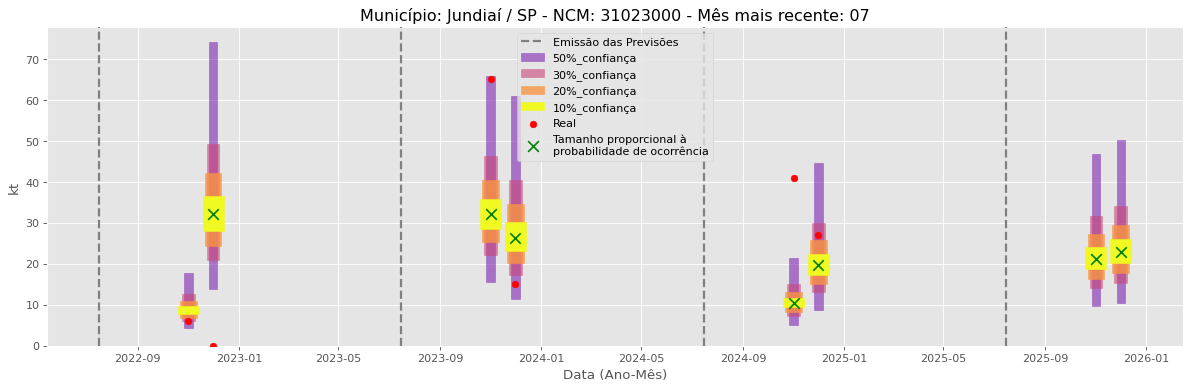 Município: Jundiaí / SP - NCM: 31023000 - Mês mais recente: 07
Emissão das Previsões
50%_confiança
30%_confiança
20%_confiança
10%_confiança
Real
Tamanho proporcional à
probabilidade de ocorrência
kt
70
60
50
40
30
20
10
0
2022-09
2023-01
2023-05
2023-09
2024-01
2024-05
2024-09
2025-01
2025-05
2025-09
2026-01
Data (Ano-Mês)